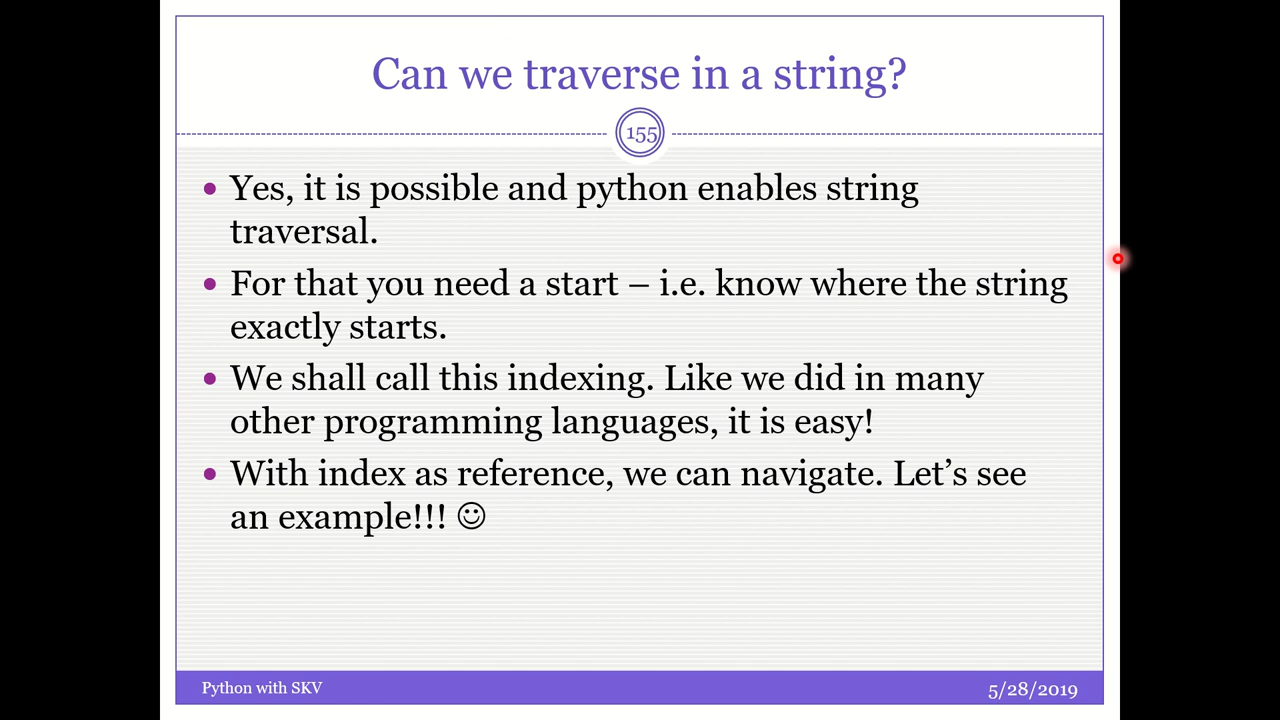 Can we traverse in a string?
155
• Yes, it is possible and python enables string
traversal.
• For that you need a start – i.e. know where the string
exactly starts.
• We shall call this indexing. Like we did in many
other programming languages, it is easy!
• With index as reference, we can navigate. Let’s see
an example!!! ☺
Python with SKV
5/28/2019